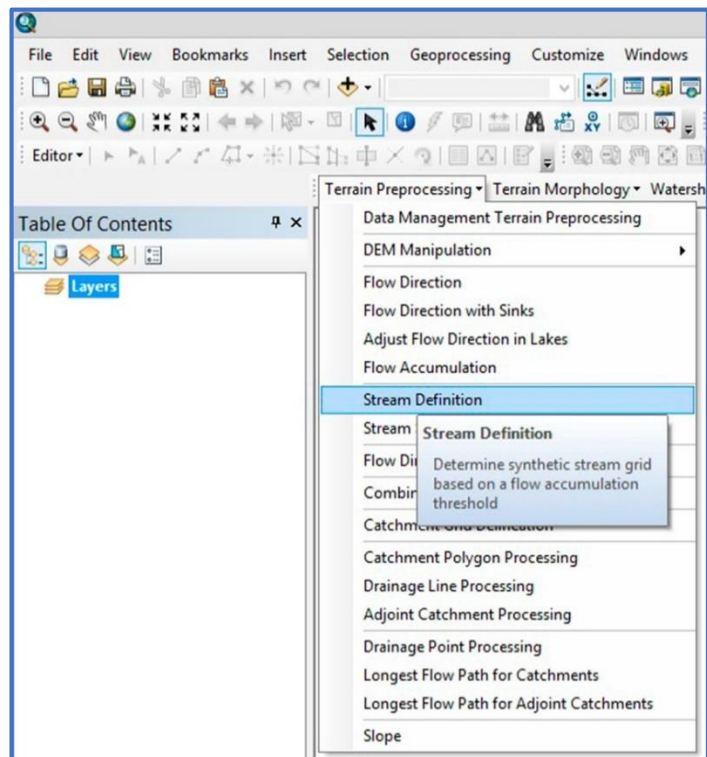 File Edit View Bookmarks Insert Selection Geoprocessing Customize Windows
Editor
Terrain Preprocessing Terrain Morphology Watersh
Table Of Contents
Layers
Data Management Terrain Preprocessing
DEM Manipulation
Flow Direction
Flow Direction with Sinks
Adjust Flow Direction in Lakes
Flow Accumulation
Stream Definition
Stream
Stream Definition
Determine synthetic stream grid
based on a flow accumulation
threshold
Flow Di
Combin
Catchment Grid Delineation
Catchment Polygon Processing
Drainage Line Processing
Adjoint Catchment Processing
Drainage Point Processing
Longest Flow Path for Catchments
Longest Flow Path for Adjoint Catchments
Slope